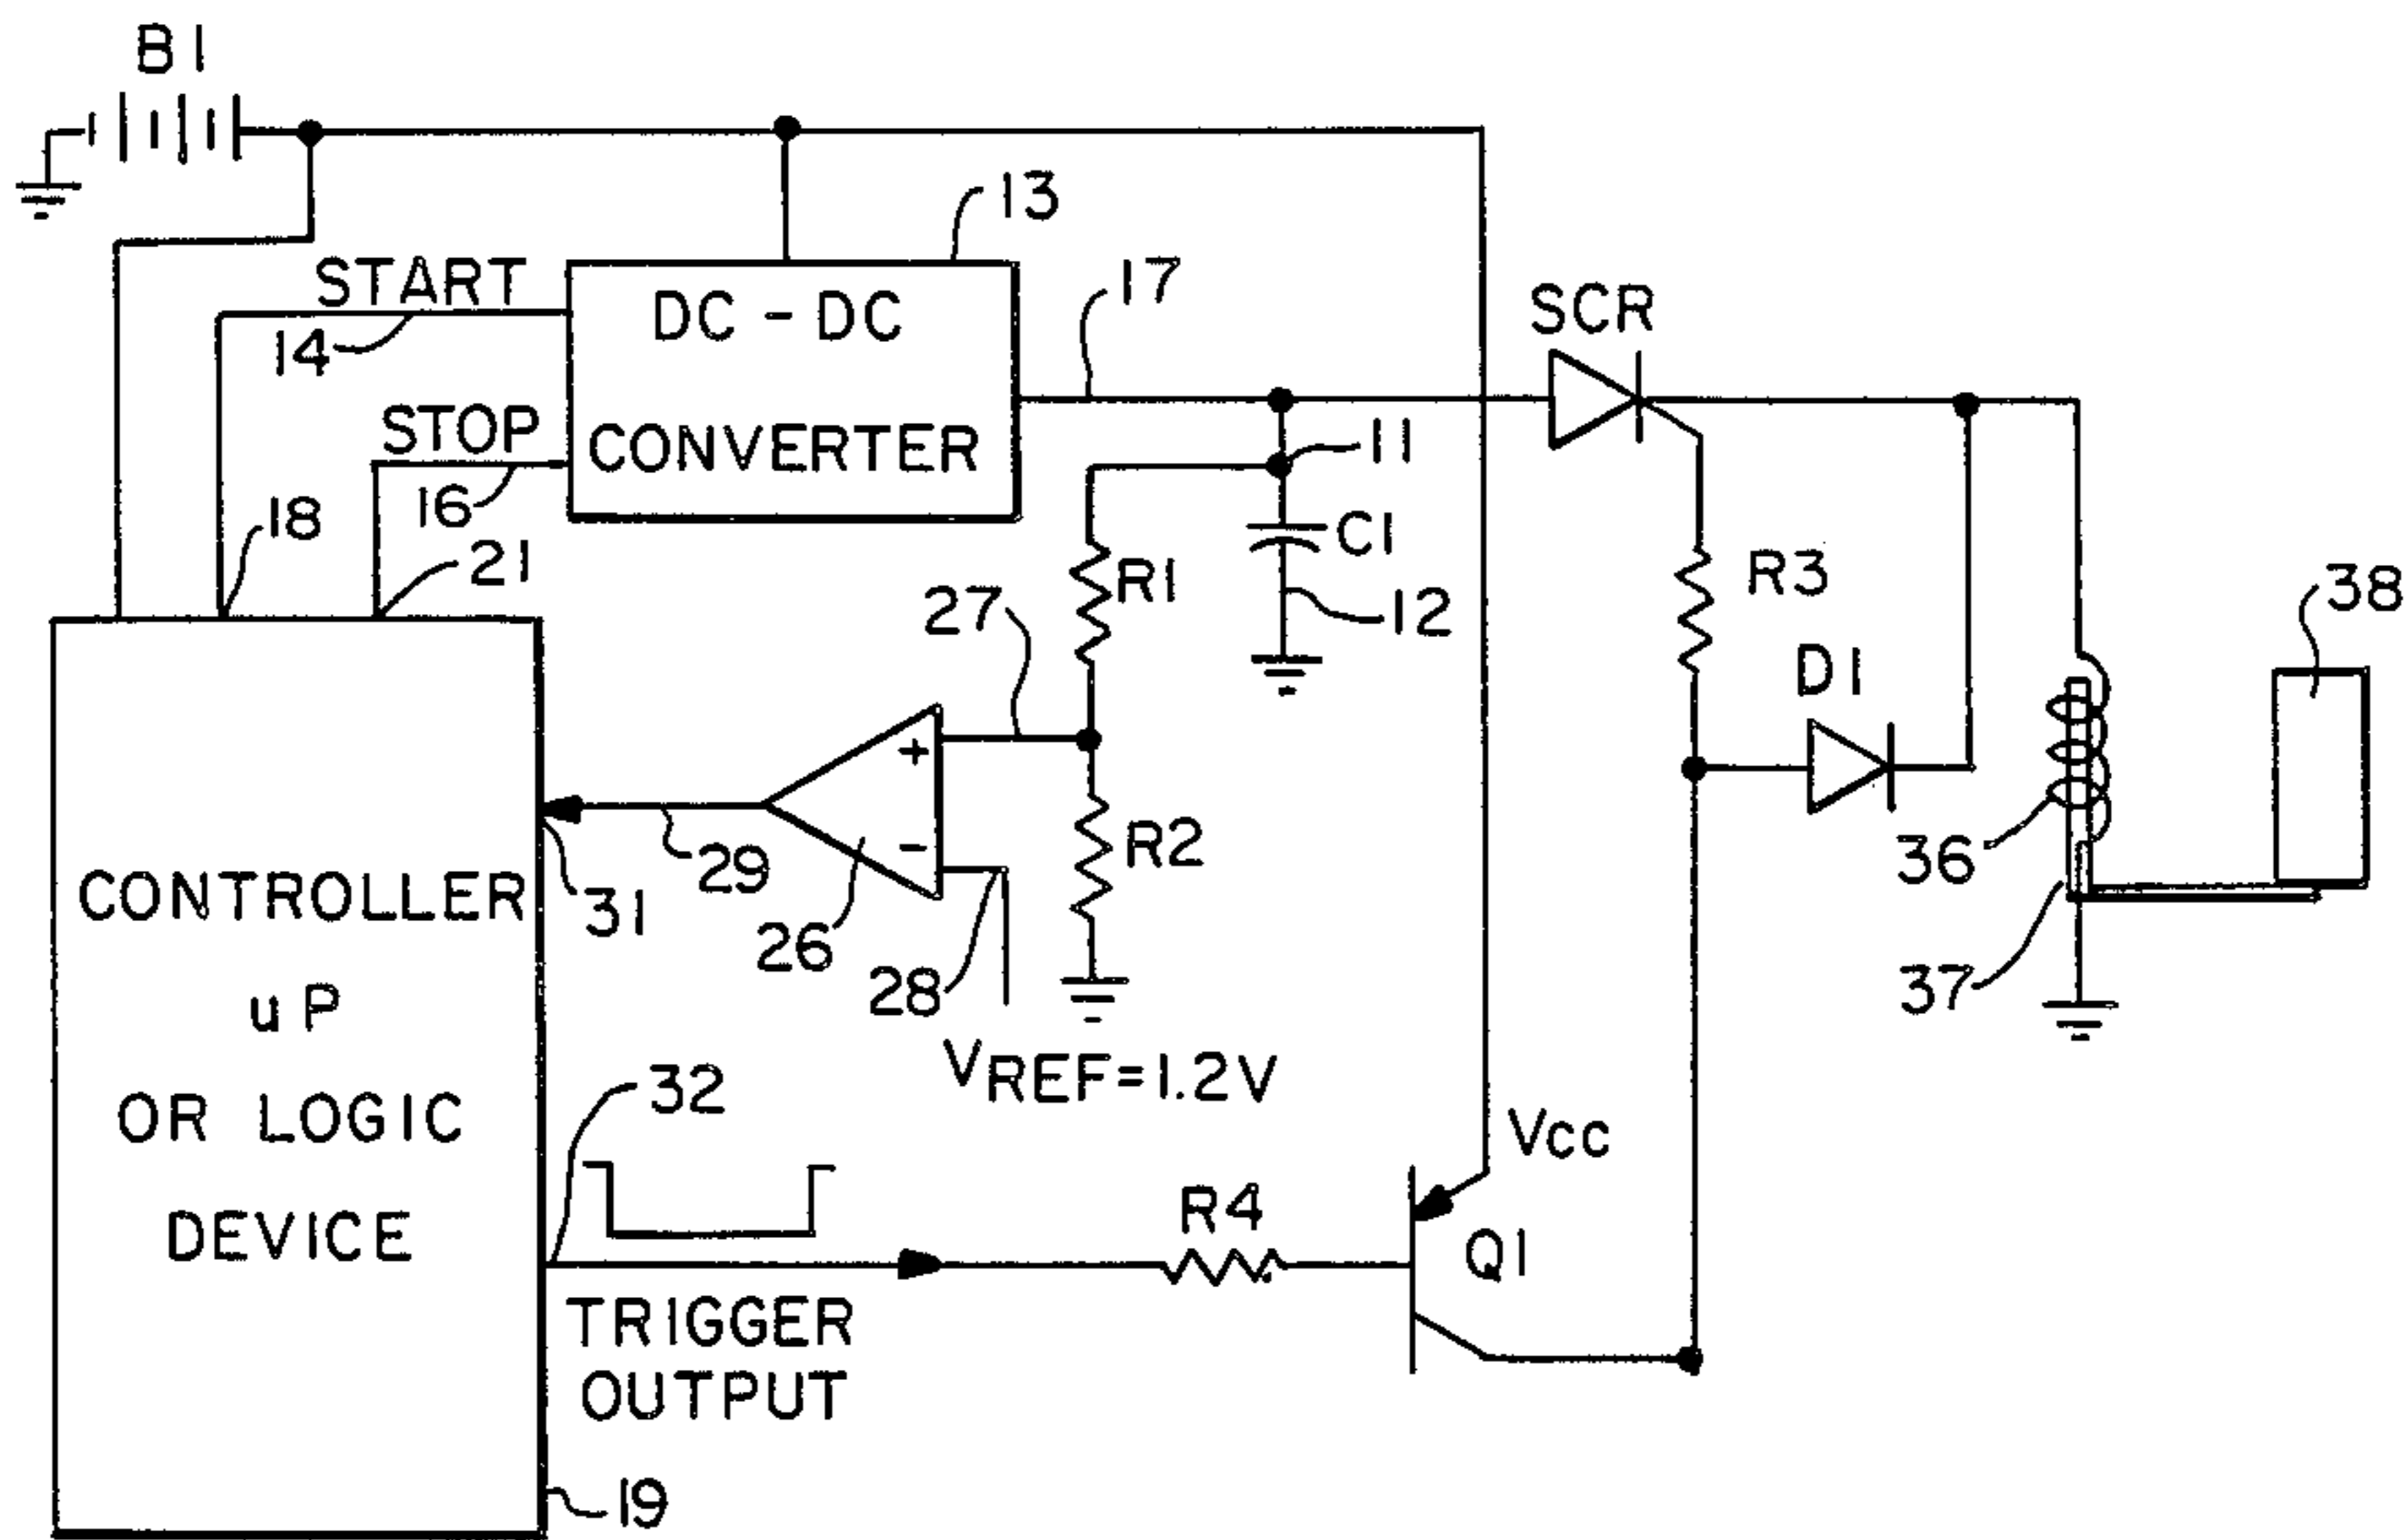 B1
13
START
14
DC - DC
CONVERTER
17
SCR
STOP
16
11
18
21
C1
R1
12
27
R3
38
D1
+
-
R2
36
29
31
26
28
37
CONTROLLER
uP
OR LOGIC
DEVICE
VREF=1.2V
32
VCC
R4
Q1
TRIGGER
OUTPUT
19